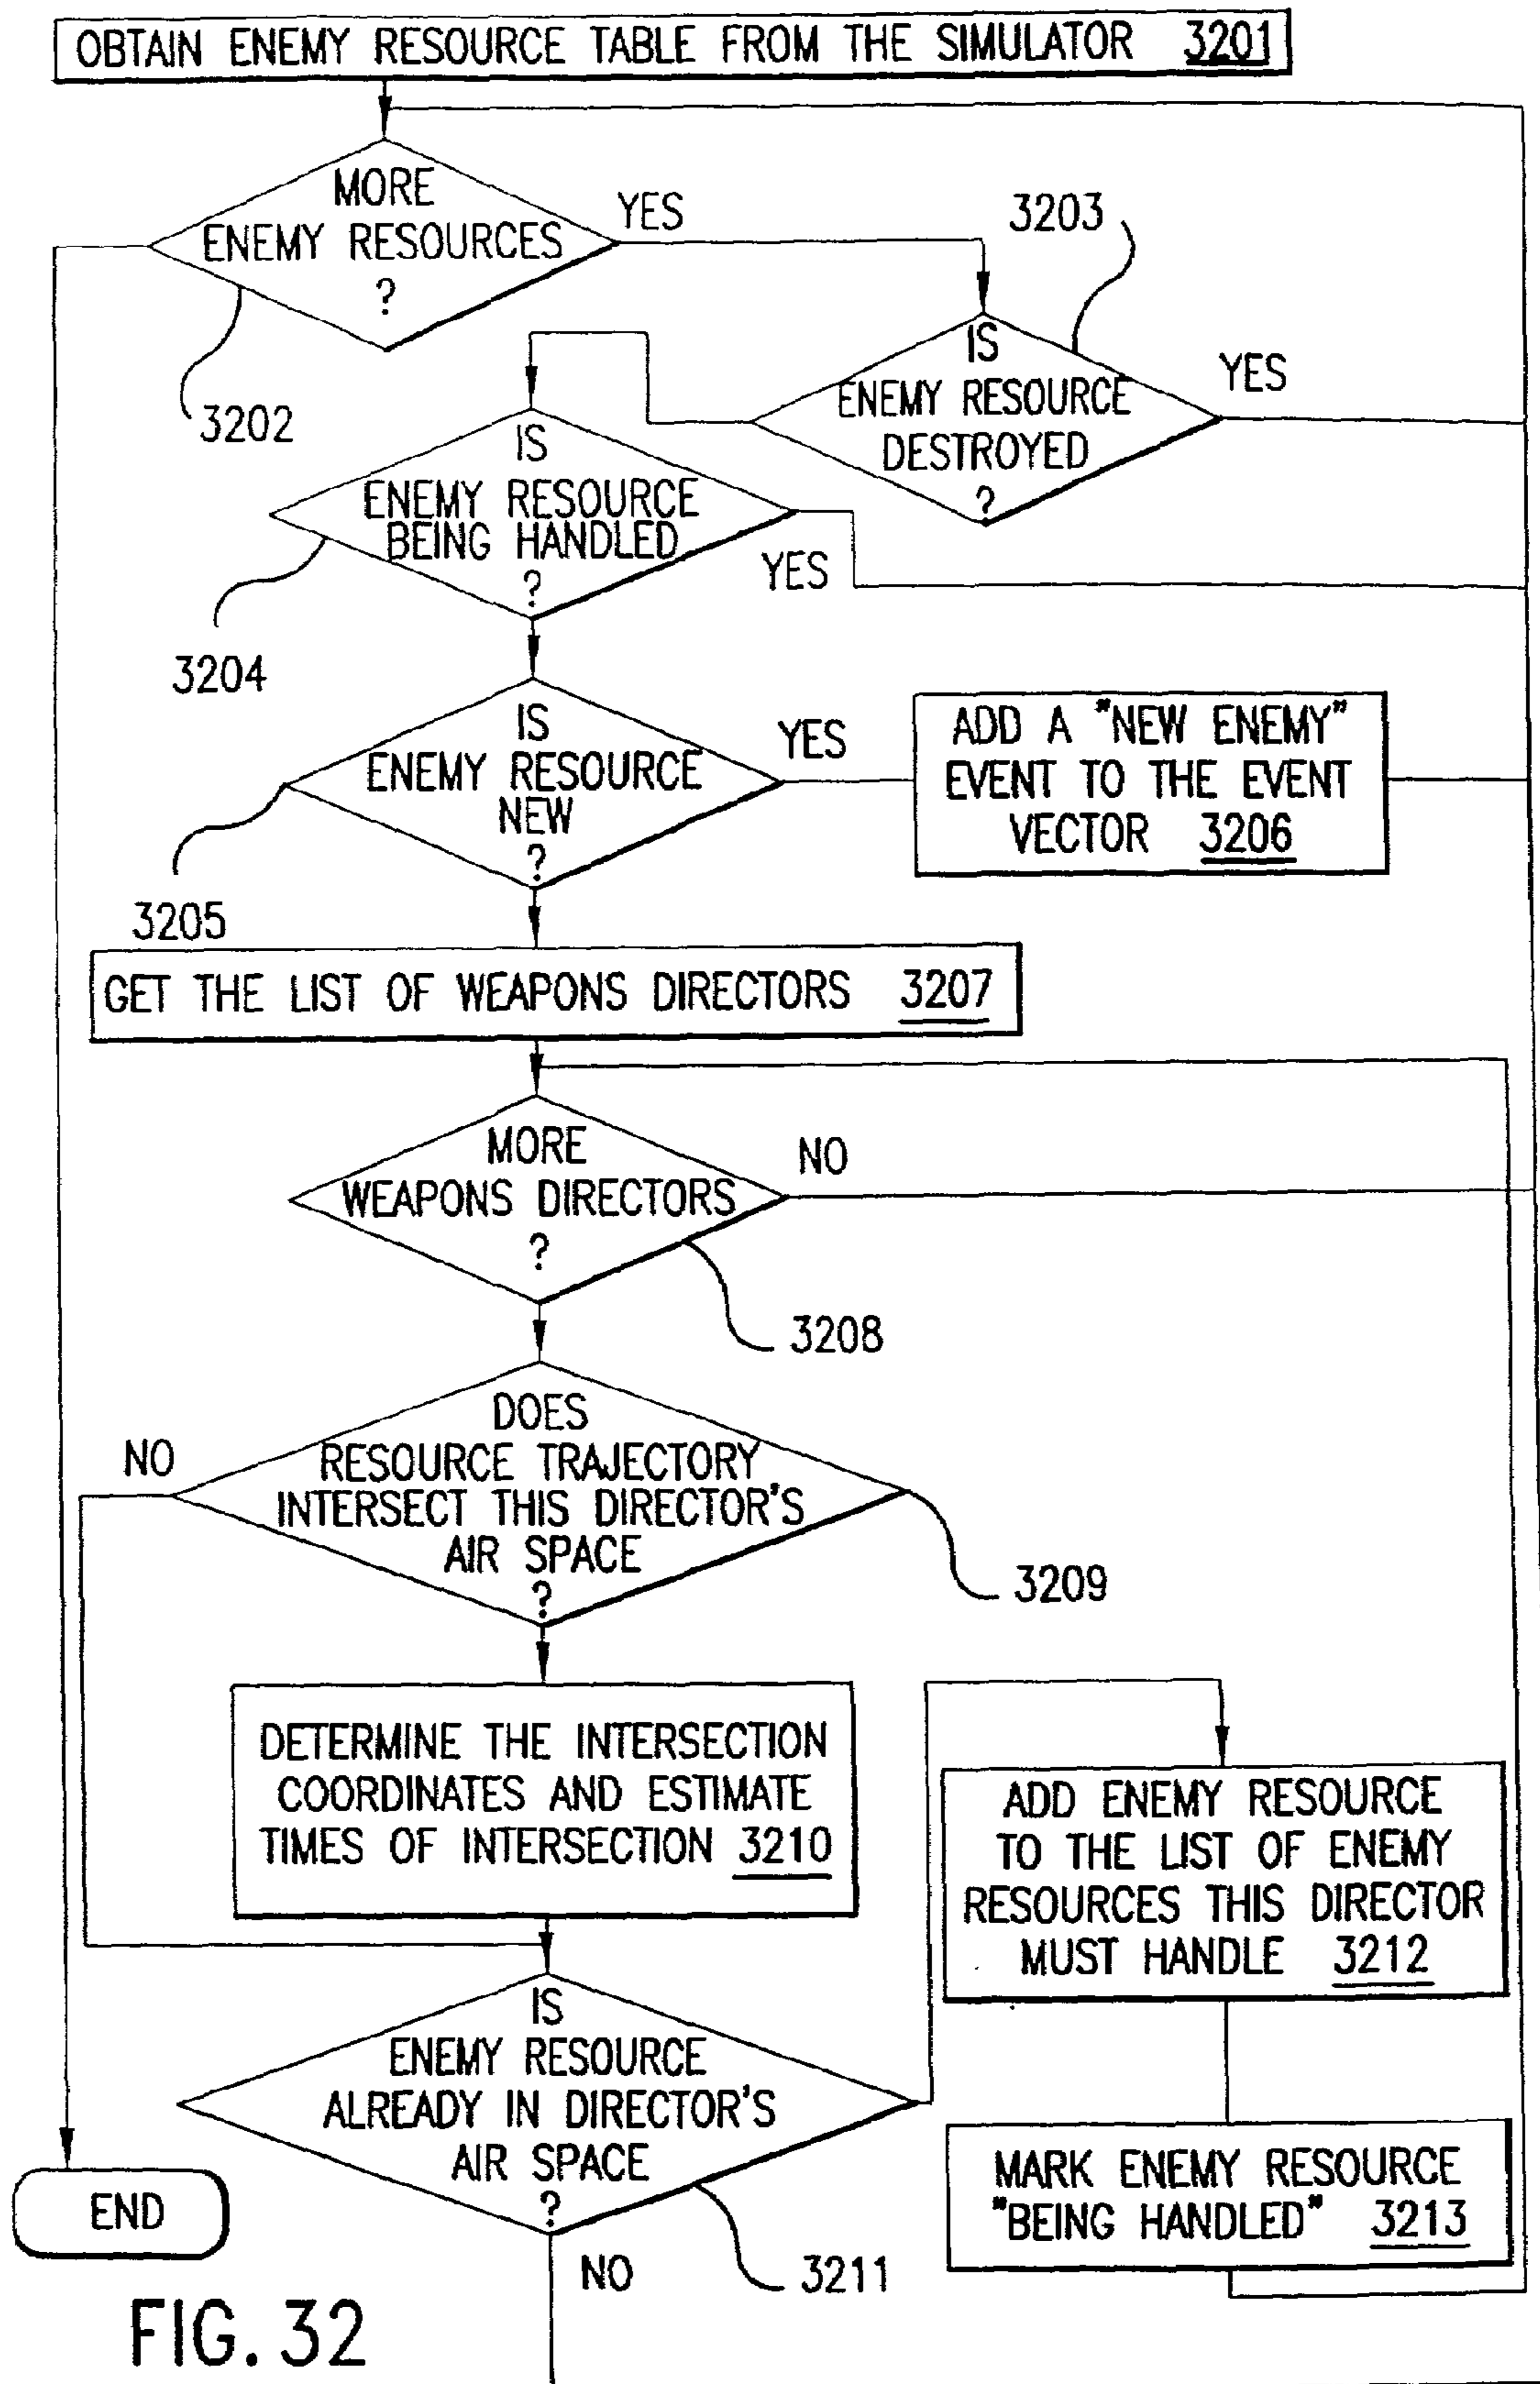 OBTAIN ENEMY RESOURCE TABLE FROM THE SIMULATOR 3201
MORE
ENEMY RESOURCES
?
YES
3202
3203
IS
ENEMY RESOURCE
DESTROYED
?
YES
IS
ENEMY RESOURCE
BEING HANDLED
?
YES
3204
IS
ENEMY RESOURCE
NEW
?
YES
3205
ADD A "NEW ENEMY"
EVENT TO THE EVENT
VECTOR 3206
GET THE LIST OF WEAPONS DIRECTORS 3207
MORE
WEAPONS DIRECTORS
?
NO
3208
DOES
RESOURCE TRAJECTORY
INTERSECT THIS DIRECTOR'S
AIR SPACE
?
NO
3209
DETERMINE THE INTERSECTION
COORDINATES AND ESTIMATE
TIMES OF INTERSECTION 3210
ADD ENEMY RESOURCE
TO THE LIST OF ENEMY
RESOURCES THIS DIRECTOR
MUST HANDLE 3212
IS
ENEMY RESOURCE
ALREADY IN DIRECTOR'S
AIR SPACE
?
NO
3211
MARK ENEMY RESOURCE
"BEING HANDLED" 3213
END
FIG. 32